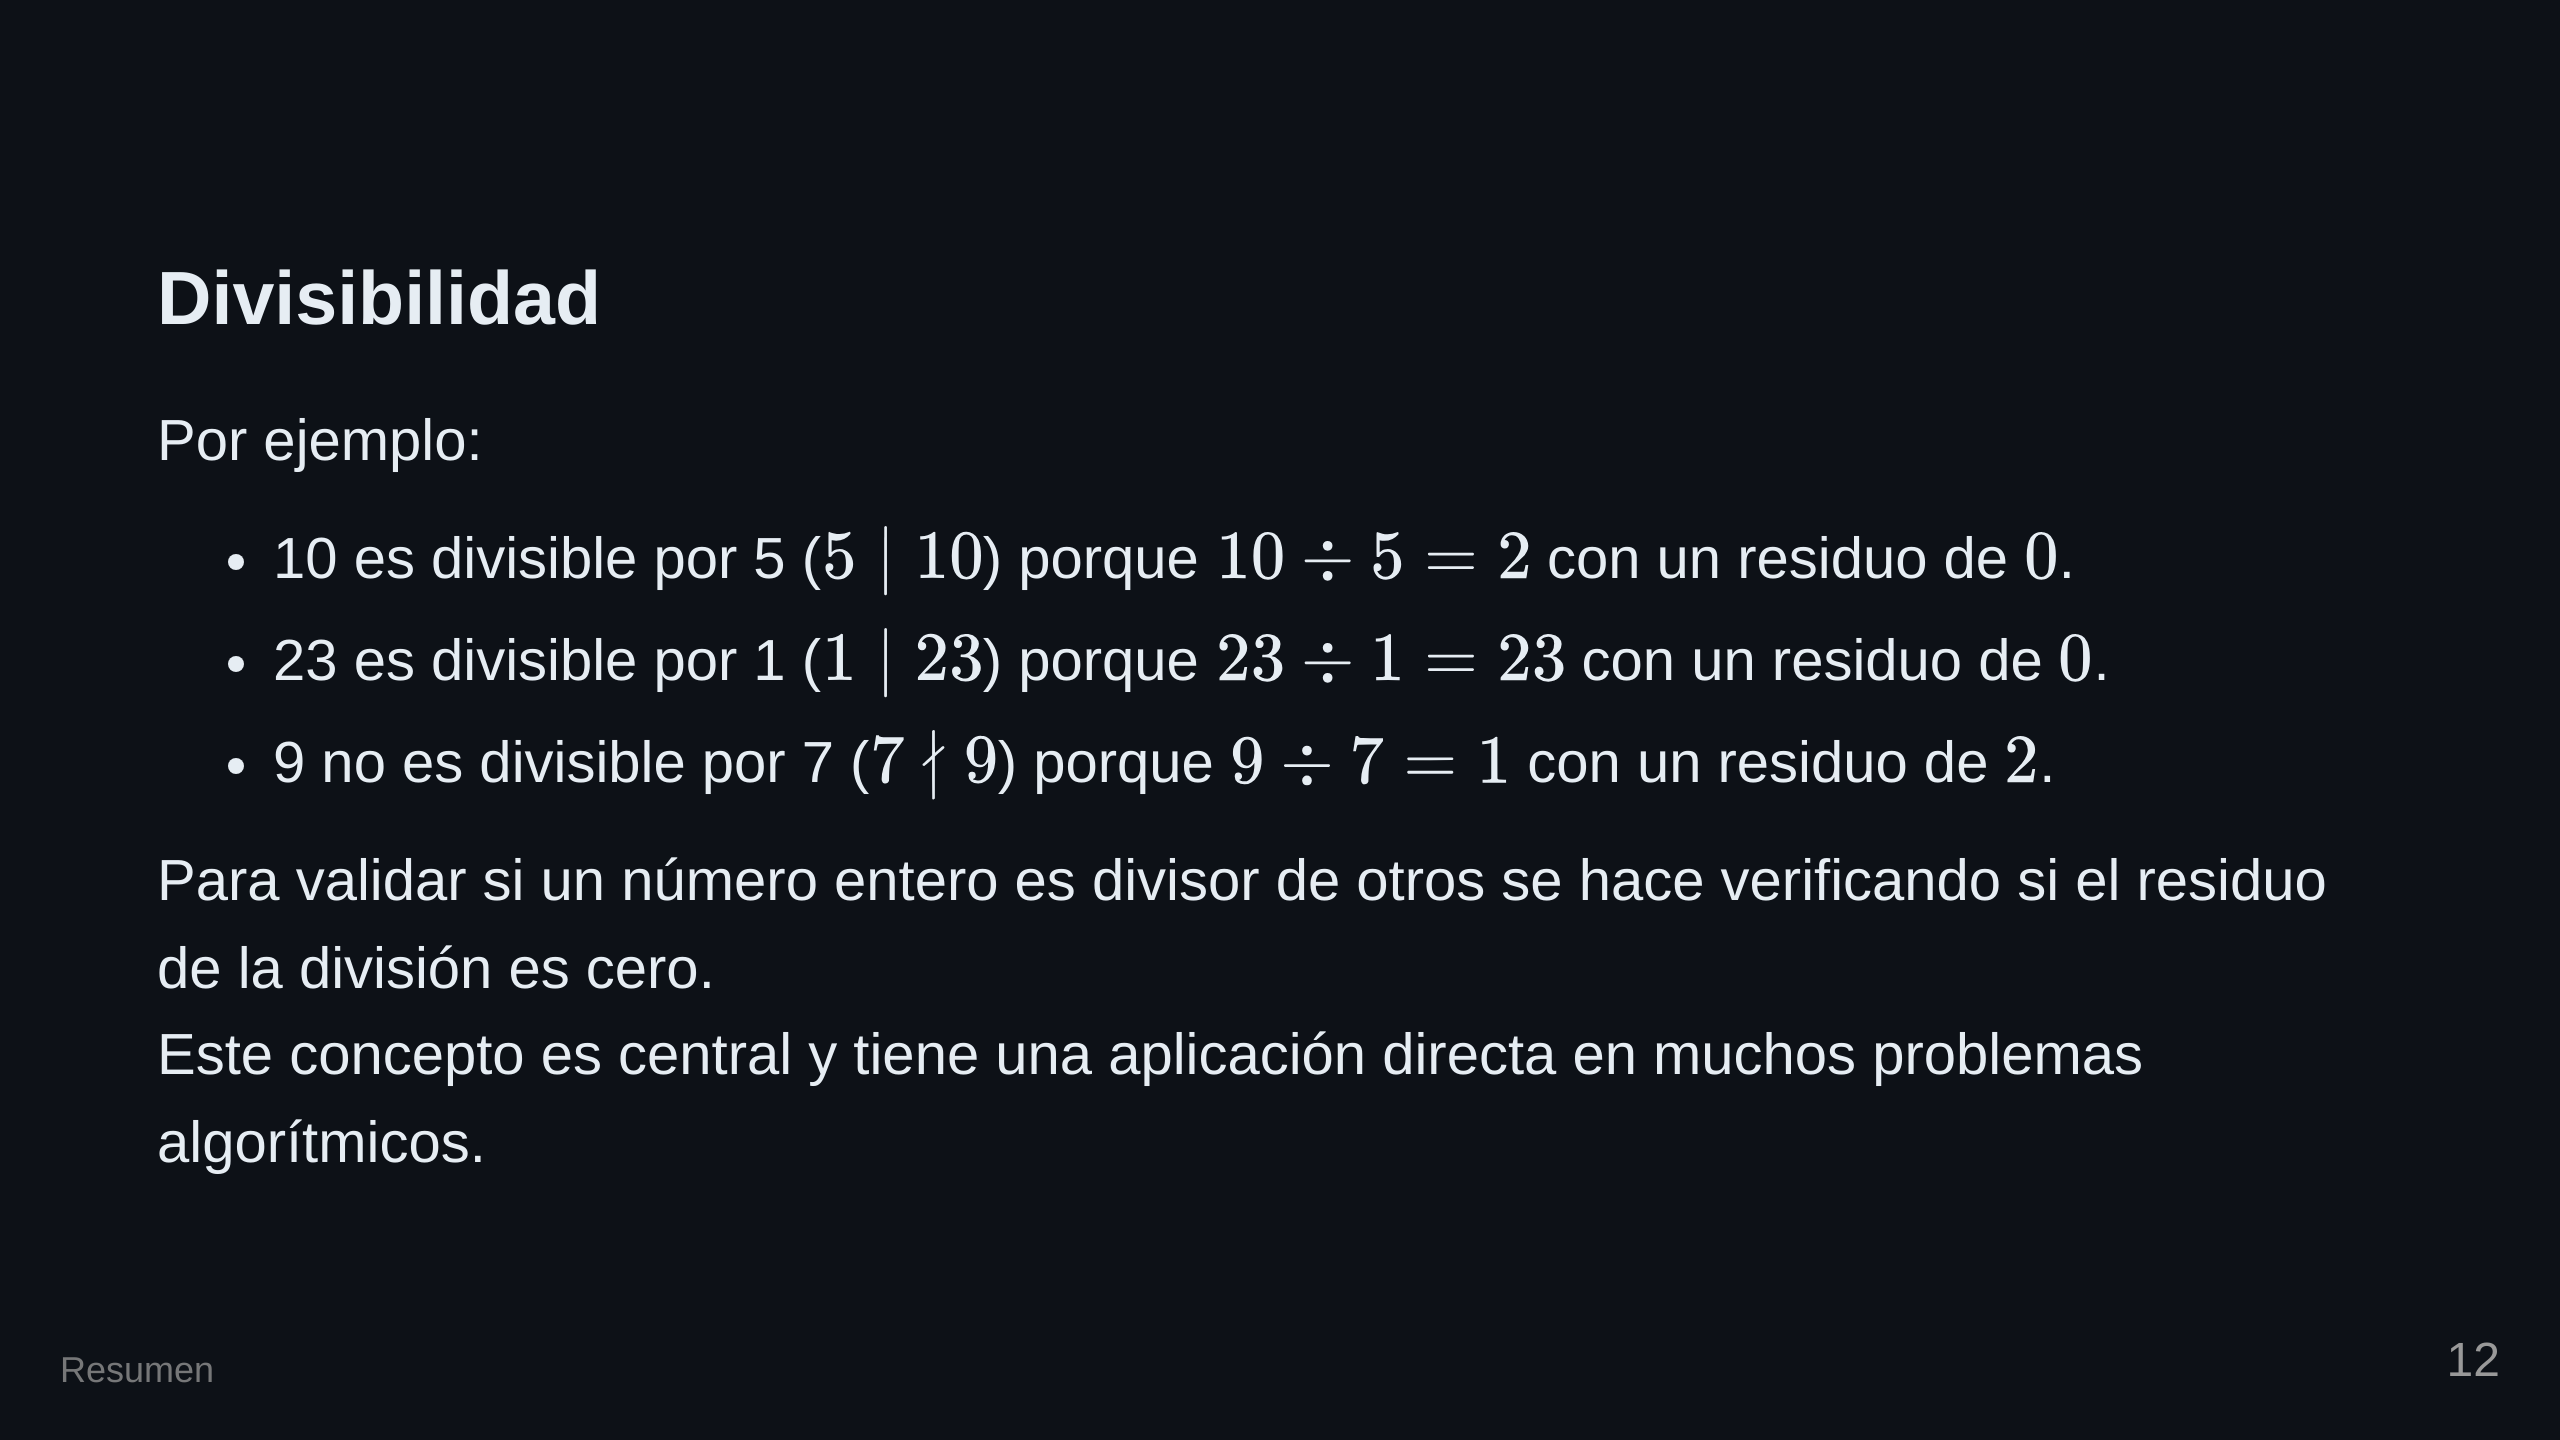 Divisibilidad
Por ejemplo:
• 10 es divisible por 5 (5 ∣ 10) porque 10 ÷ 5 = 2 con un residuo de 0.
• 23 es divisible por 1 (1 ∣ 23) porque 23 ÷ 1 = 23 con un residuo de 0.
• 9 no es divisible por 7 (7 ∤ 9) porque 9 ÷ 7 = 1 con un residuo de 2.
Para validar si un número entero es divisor de otros se hace verificando si el residuo
de la división es cero.
Este concepto es central y tiene una aplicación directa en muchos problemas
algorítmicos.
Resumen
12